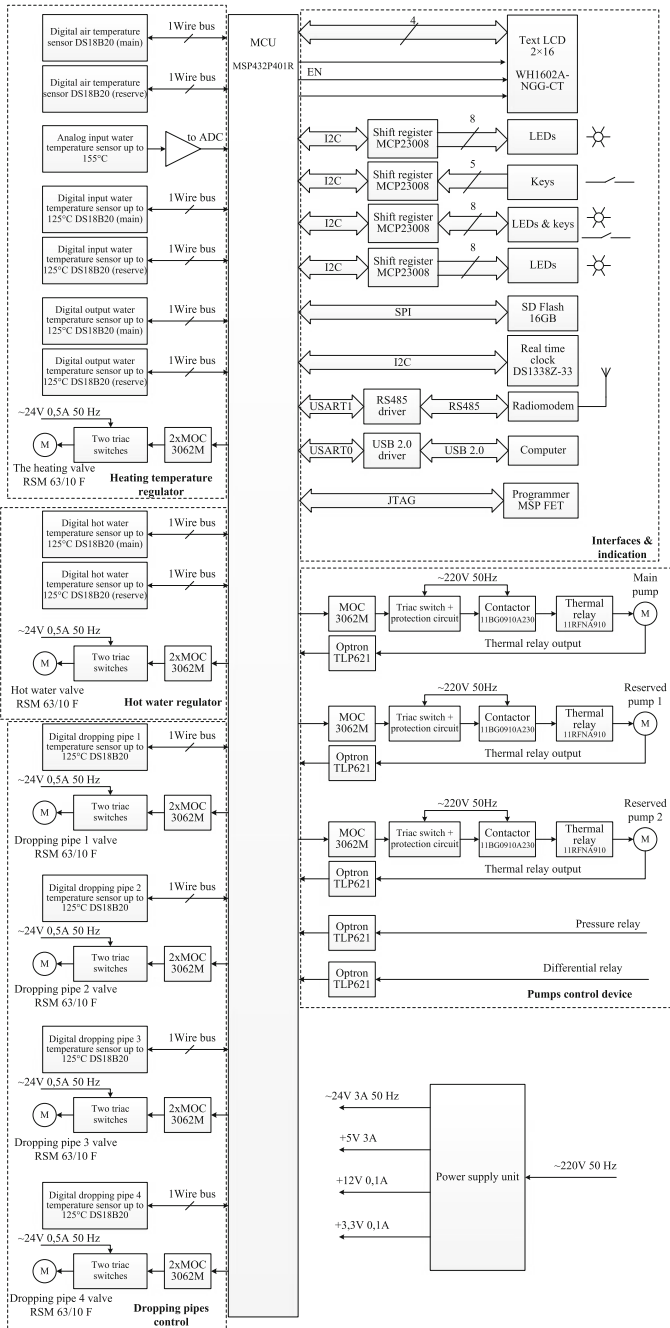 Digital air temperature
sensor DS18B20 (main)
1Wire bus
Digital air temperature
sensor DS18B20 (reserve)
1Wire bus
Analog input water
temperature sensor up to
155°C
to ADC
Digital input water
temperature sensor up to
125°C DS18B20 (main)
1Wire bus
Digital input water
temperature sensor up to
125°C DS18B20 (reserve)
1Wire bus
Digital output water
temperature sensor up to
125°C DS18B20 (main)
1Wire bus
Digital output water
temperature sensor up to
125°C DS18B20 (reserve)
1Wire bus
~24V 0,5A 50 Hz
M
Two triac
switches
2xMOC
3062M
The heating valve
RSM 63/10 F
Heating temperature
regulator
Digital hot water
temperature sensor up to
125°C DS18B20 (main)
1Wire bus
Digital hot water
temperature sensor up to
125°C DS18B20 (reserve)
1Wire bus
~24V 0,5A 50 Hz
M
Two triac
switches
2xMOC
3062M
Hot water valve
RSM 63/10 F
Hot water regulator
Digital dropping pipe 1
temperature sensor up to
125°C DS18B20
1Wire bus
~24V 0,5A 50 Hz
M
Two triac
switches
2xMOC
3062M
Dropping pipe 1 valve
RSM 63/10 F
Digital dropping pipe 2
temperature sensor up to
125°C DS18B20
1Wire bus
~24V 0,5A 50 Hz
M
Two triac
switches
2xMOC
3062M
Dropping pipe 2 valve
RSM 63/10 F
Digital dropping pipe 3
temperature sensor up to
125°C DS18B20
1Wire bus
~24V 0,5A 50 Hz
M
Two triac
switches
2xMOC
3062M
Dropping pipe 3 valve
RSM 63/10 F
Digital dropping pipe 4
temperature sensor up to
125°C DS18B20
1Wire bus
~24V 0,5A 50 Hz
M
Two triac
switches
2xMOC
3062M
Dropping pipe 4 valve
RSM 63/10 F
Dropping pipes
control
MCU
MSP432P401R
4
EN
Text LCD
2×16
WH1602A-
NGG-CT
I2C
Shift register
MCP23008
8
LEDs
I2C
Shift register
MCP23008
5
Keys
I2C
Shift register
MCP23008
8
LEDs & keys
I2C
Shift register
MCP23008
8
LEDs
SPI
SD Flash
16GB
I2C
Real time
clock
DS1338Z-33
USART1
RS485
driver
RS485
Radiomodem
USART0
USB 2.0
driver
USB 2.0
Computer
JTAG
Programmer
MSP FET
Interfaces &
indication
~220V 50Hz
Main
pump
MOC
3062M
Triac switch +
protection circuit
Contactor
11BG0910A230
Thermal
relay
11RFNA910
M
Optron
TLP621
Thermal relay output
~220V 50Hz
Reserved
pump 1
MOC
3062M
Triac switch +
protection circuit
Contactor
11BG0910A230
Thermal
relay
11RFNA910
M
Optron
TLP621
Thermal relay output
~220V 50Hz
Reserved
pump 2
MOC
3062M
Triac switch +
protection circuit
Contactor
11BG0910A230
Thermal
relay
11RFNA910
M
Optron
TLP621
Thermal relay output
Optron
TLP621
Pressure relay
Optron
TLP621
Differential relay
Pumps control device
~24V 3A 50 Hz
+5V 3A
+12V 0,1A
+3,3V 0,1A
Power supply unit
~220V 50 Hz